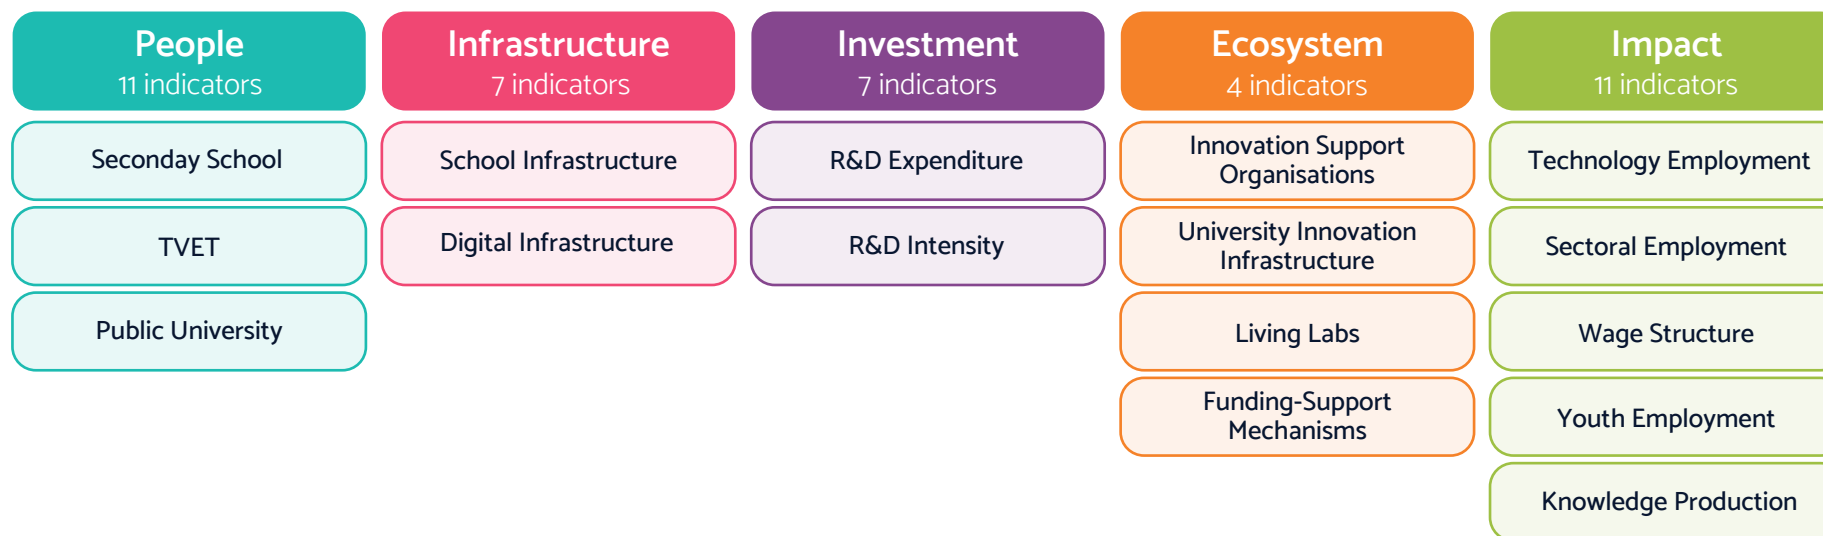 People
11 indicators
Seconday School
TVET
Public University
Infrastructure
7 indicators
School Infrastructure
Digital Infrastructure
Investment
7 indicators
R&D Expenditure
R&D Intensity
Ecosystem
4 indicators
Innovation Support
Organisations
University Innovation
Infrastructure
Living Labs
Funding-Support
Mechanisms
Impact
11 indicators
Technology Employment
Sectoral Employment
Wage Structure
Youth Employment
Knowledge Production